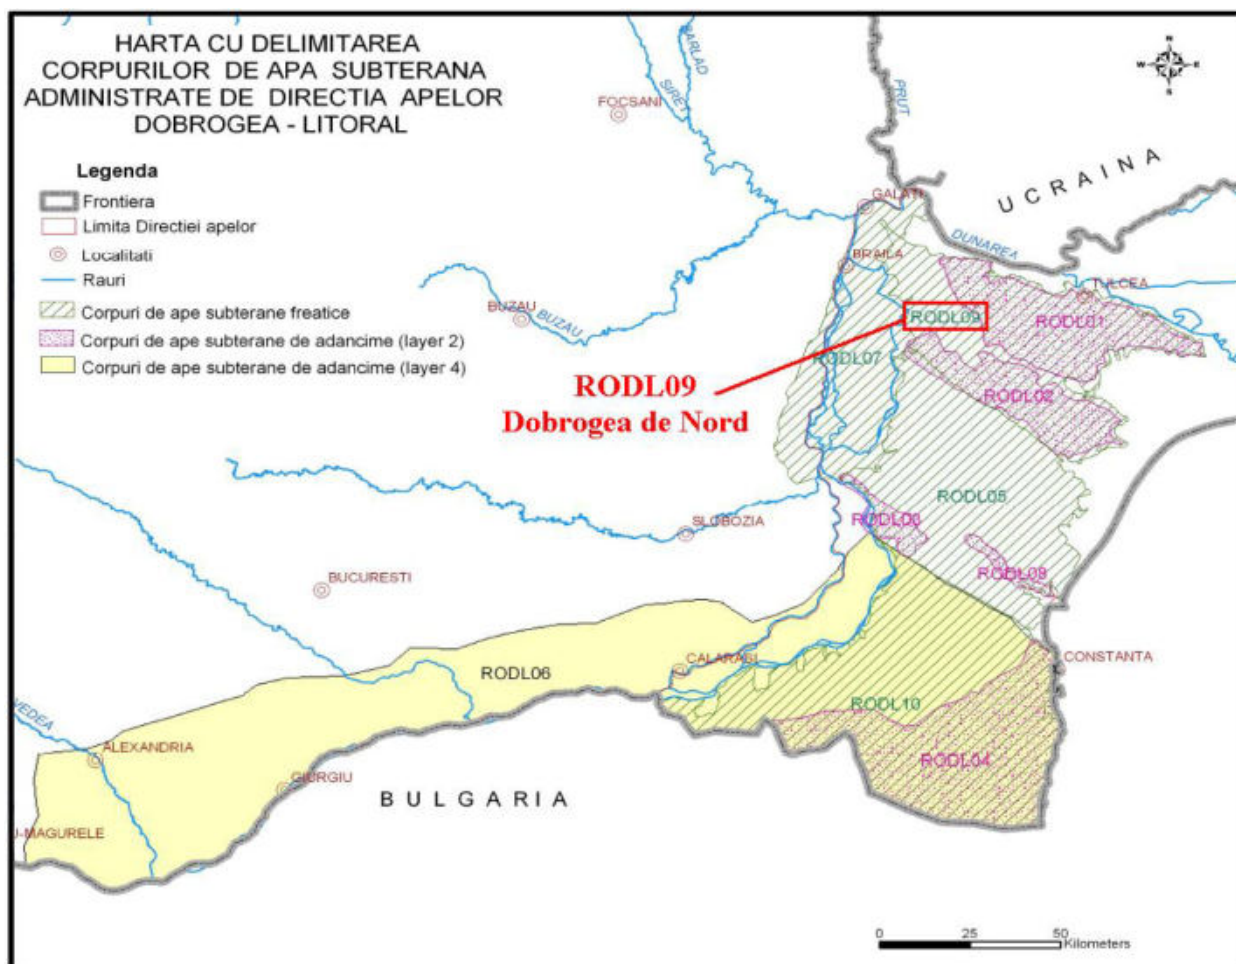 HARTA CU DELIMITAREA
CORPURILOR DE APA SUBTERANA
ADMINISTRATE DE DIRECTIA APELOR
DOBROGEA - LITORAL
Legenda
Frontiera
Limita Directiei apelor
Localitati
Rauri
Corpuri de ape subterane freatice
Corpuri de ape subterane de adancime (layer 2)
Corpuri de ape subterane de adancime (layer 4)
N
W
E
S
BARLAD
SIRET
PRUT
FOCSANI
UCRAINA
GALATI
DUNAREA
BRAILA
TULCEA
BUZAU
BUZAU
RODL09
RODL01
RODL07
RODL02
RODL09
Dobrogea de Nord
RODL05
SLOBOZIA
RODL03
RODL08
BUCURESTI
CALARASI
CONSTANTA
RODL06
RODL10
VEDEA
ALEXANDRIA
RODL04
GIURGIU
BULGARIA
U-MAGURELE
0 25 50
Kilometers